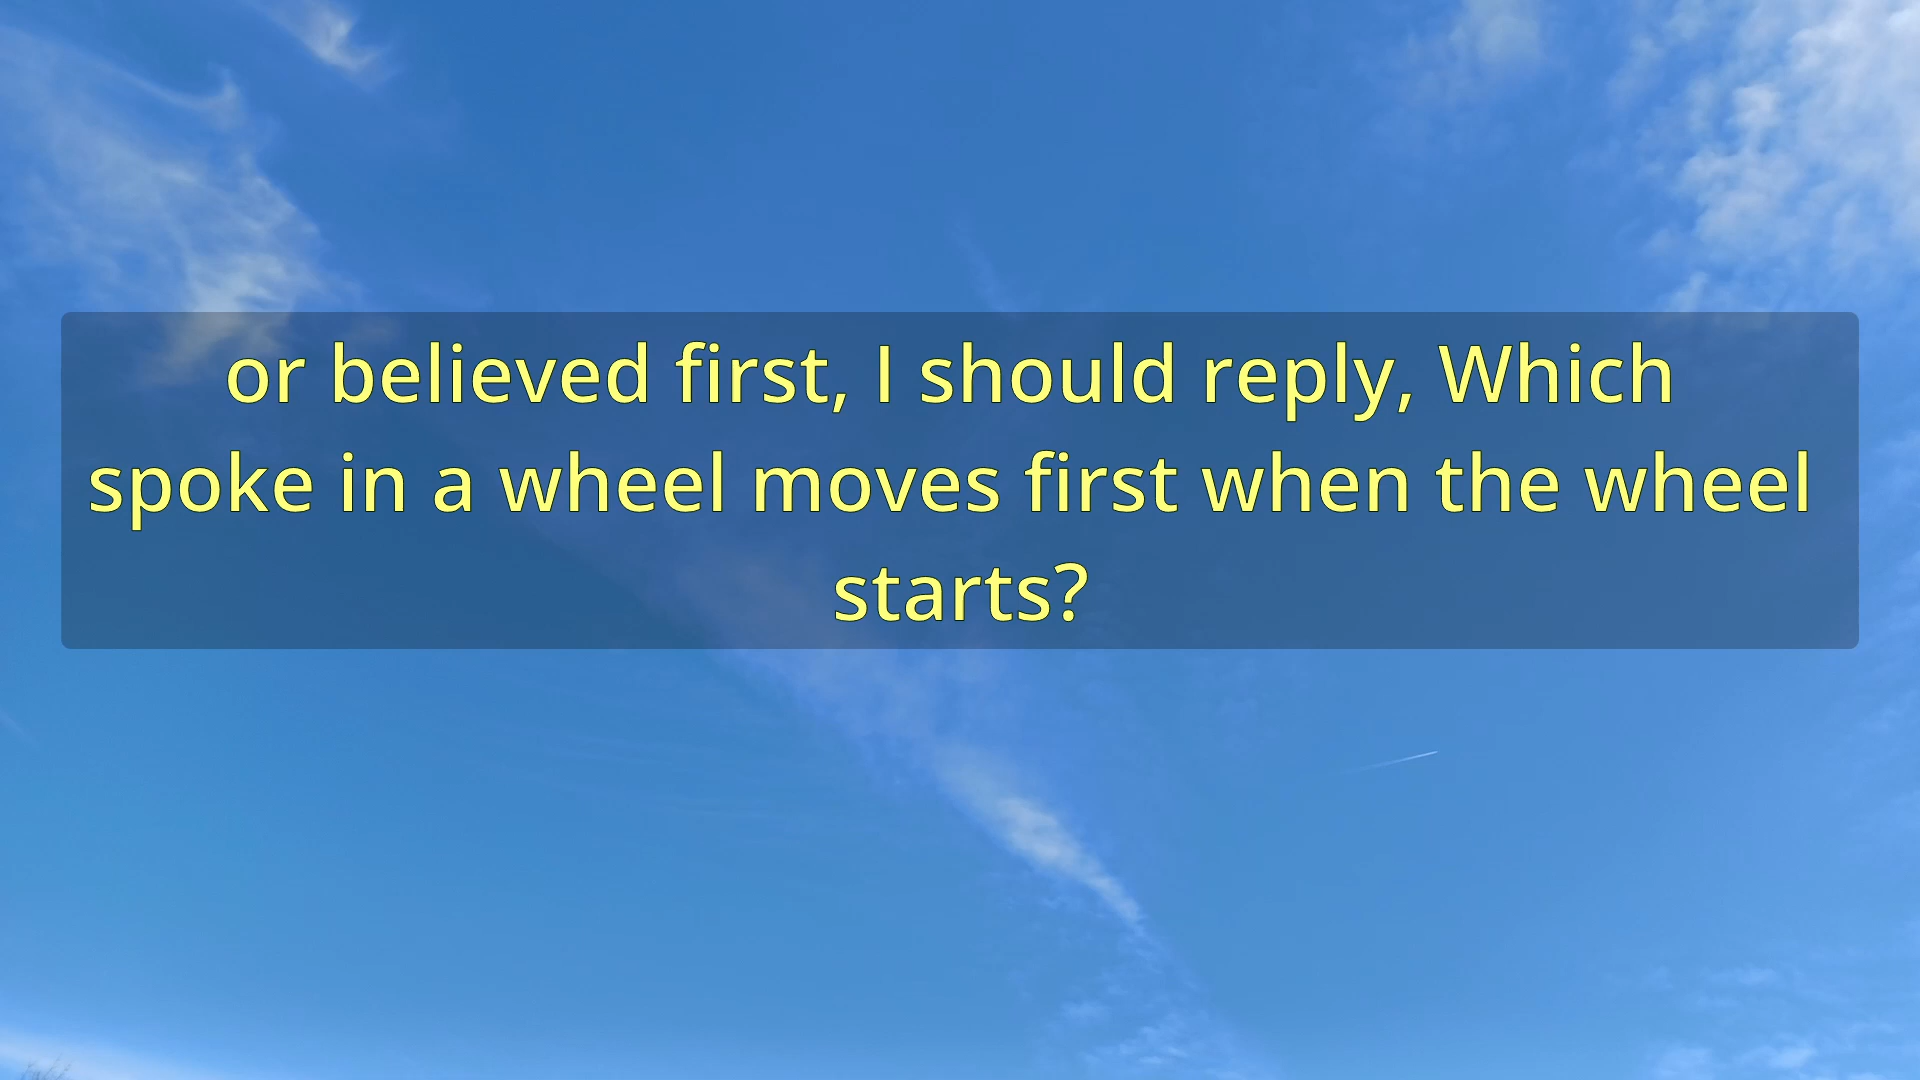 or believed first, I should reply, Which
spoke in a wheel moves first when the wheel
starts?